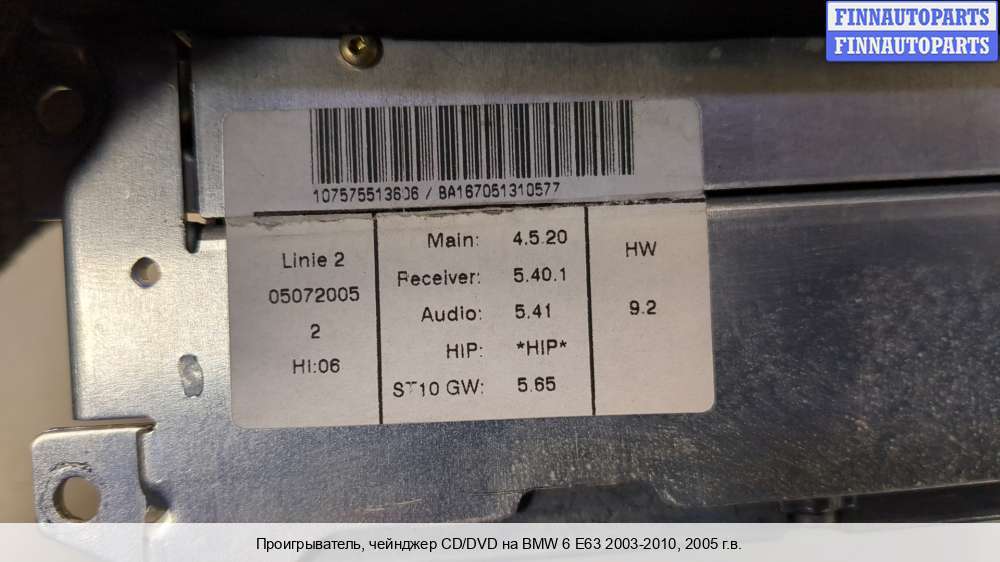 FINNAUTOPARTS
FINNAUTOPARTS
107575513606 / BA167051310577
Linie 2
05072005
2
HI:06
Main: 4.5.20
Receiver: 5.40.1
Audio: 5.41
HIP: *HIP*
ST10 GW: 5.65
HW
9.2
Проигрыватель, чейнджер CD/DVD на BMW 6 E63 2003-2010, 2005 г.в.